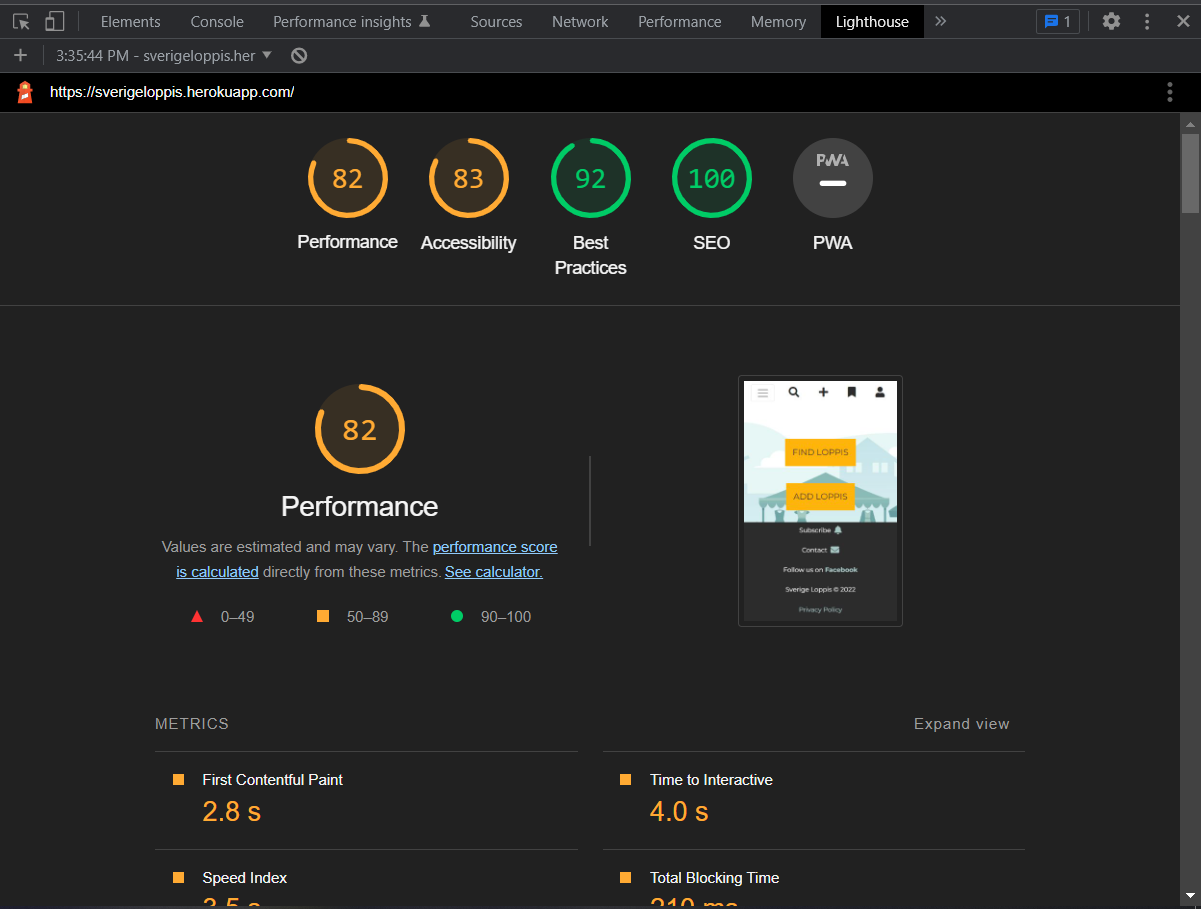 Elements Console Performance insights Sources Network Performance Memory Lighthouse 1
3:35:44 PM - sverigeloppis.her
https://sverigeloppis.herokuapp.com/
82 83 92 100 PWA
Performance Accessibility Best Practices SEO PWA
82
Performance
Values are estimated and may vary. The performance score
is calculated directly from these metrics. See calculator.
0–49 50–89 90–100
FIND LOPPIS
ADD LOPPIS
Subscribe
Contact
Follow us on Facebook
Sverige Loppis © 2022
Privacy Policy
METRICS Expand view
First Contentful Paint
2.8 s
Time to Interactive
4.0 s
Speed Index
3.5 s
Total Blocking Time
210 ms